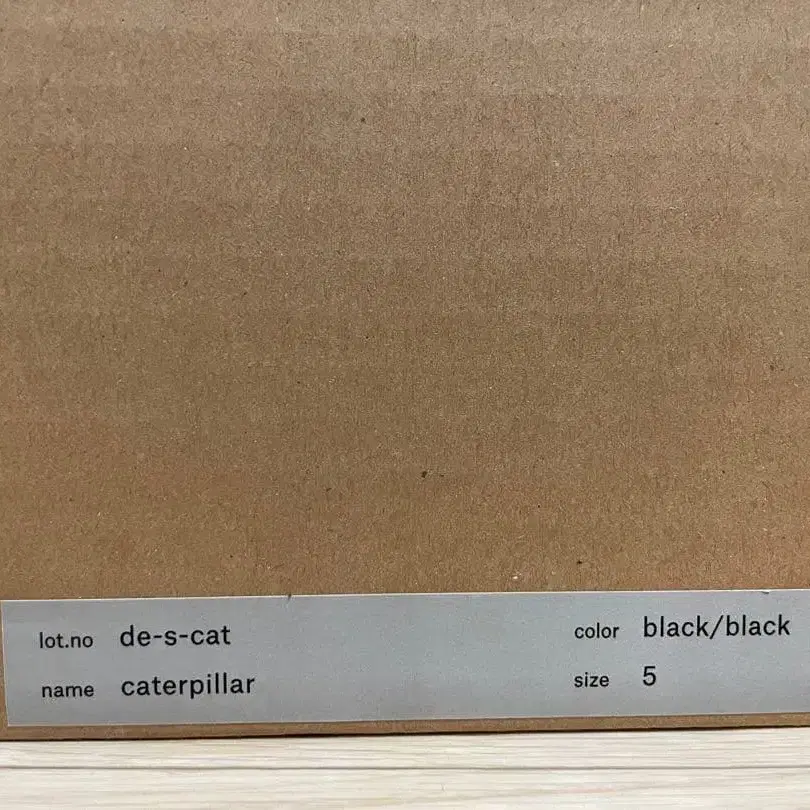 lot.no de-s-cat color black/black
name caterpillar size 5